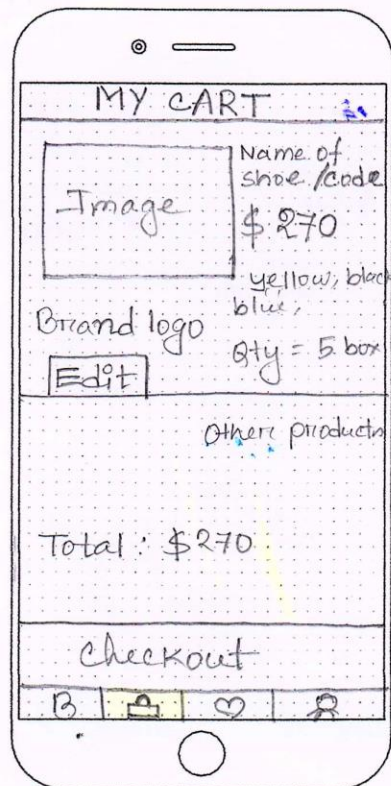 MY CART
Image
Name of
shoe/code
$ 270
yellow, black
blue,
Brand logo
Qty = 5 box
Edit
Other products
Total : $270
checkout
B